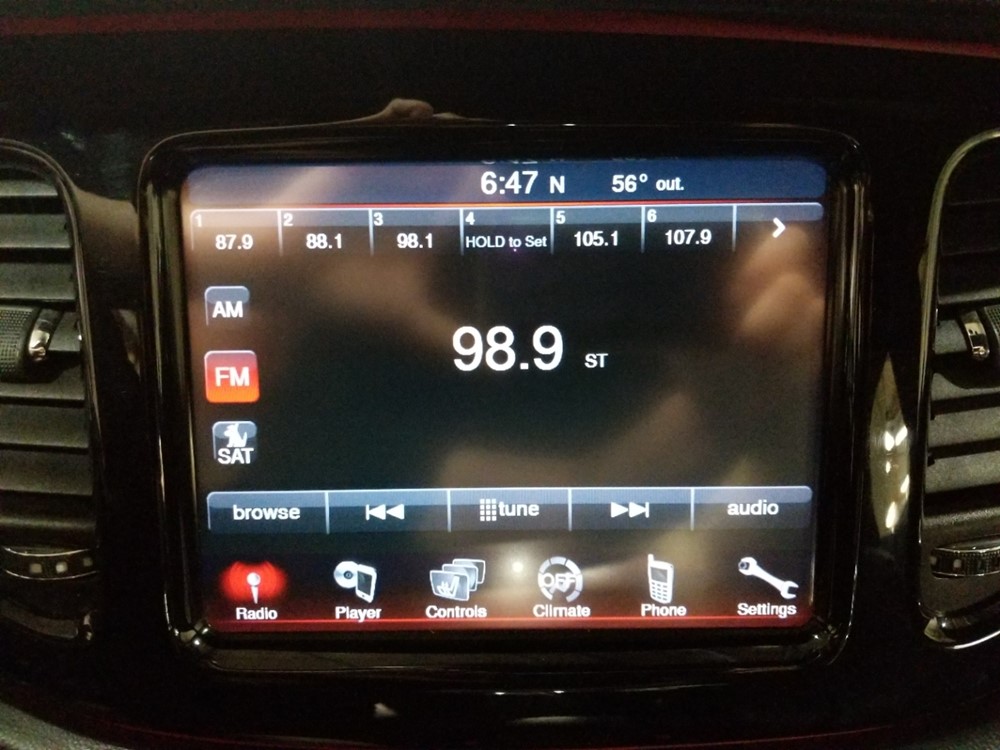 6:47 N 56° out.
1 2 3 4 5 6
87.9 88.1 98.1 HOLD to Set 105.1 107.9
AM
98.9 ST
FM
SAT
browse tune audio
OFF
Radio Player Controls Climate Phone Settings